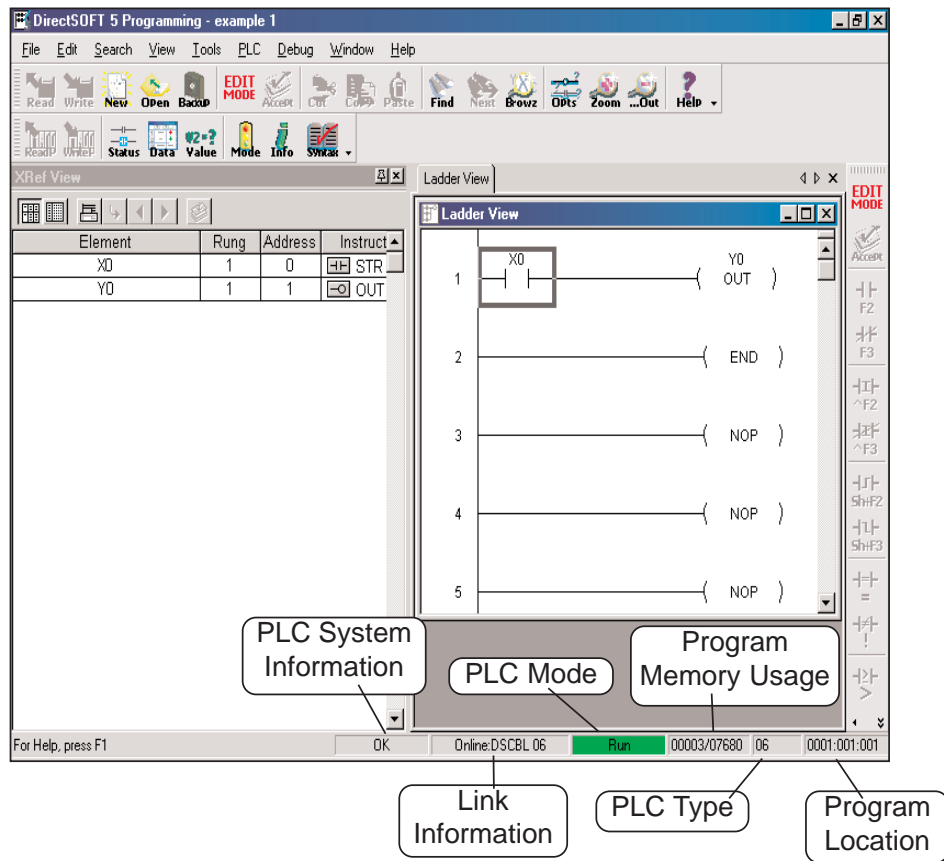 DirectSOFT 5 Programming - example 1
File Edit Search View Tools PLC Debug Window Help
Read Write New Open Backup EDIT MODE Accept Cut Copy Paste Find Next Browz Opts Zoom ...Out Help
ReadP WriteP Status Data Value Mode Info Syntax
XRef View
Ladder View
Element Rung Address Instruct
X0 1 0 STR
Y0 1 1 OUT
Ladder View
X0 Y0
1 OUT
2 END
3 NOP
4 NOP
5 NOP
EDIT
MODE
Accept
F2
F3
^F2
^F3
Sh+F2
Sh+F3
=
!
>
PLC System
Information
PLC Mode
Program
Memory Usage
For Help, press F1 OK Online:DSCBL 06 Run 00003/07680 06 0001:001:001
Link
Information
PLC Type
Program
Location